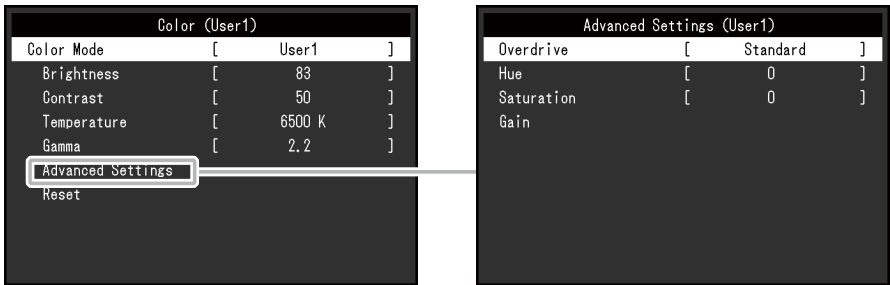 Color (User1)
Color Mode [ User1 ]
Brightness [ 83 ]
Contrast [ 50 ]
Temperature [ 6500 K ]
Gamma [ 2.2 ]
Advanced Settings
Reset
Advanced Settings (User1)
Overdrive [ Standard ]
Hue [ 0 ]
Saturation [ 0 ]
Gain